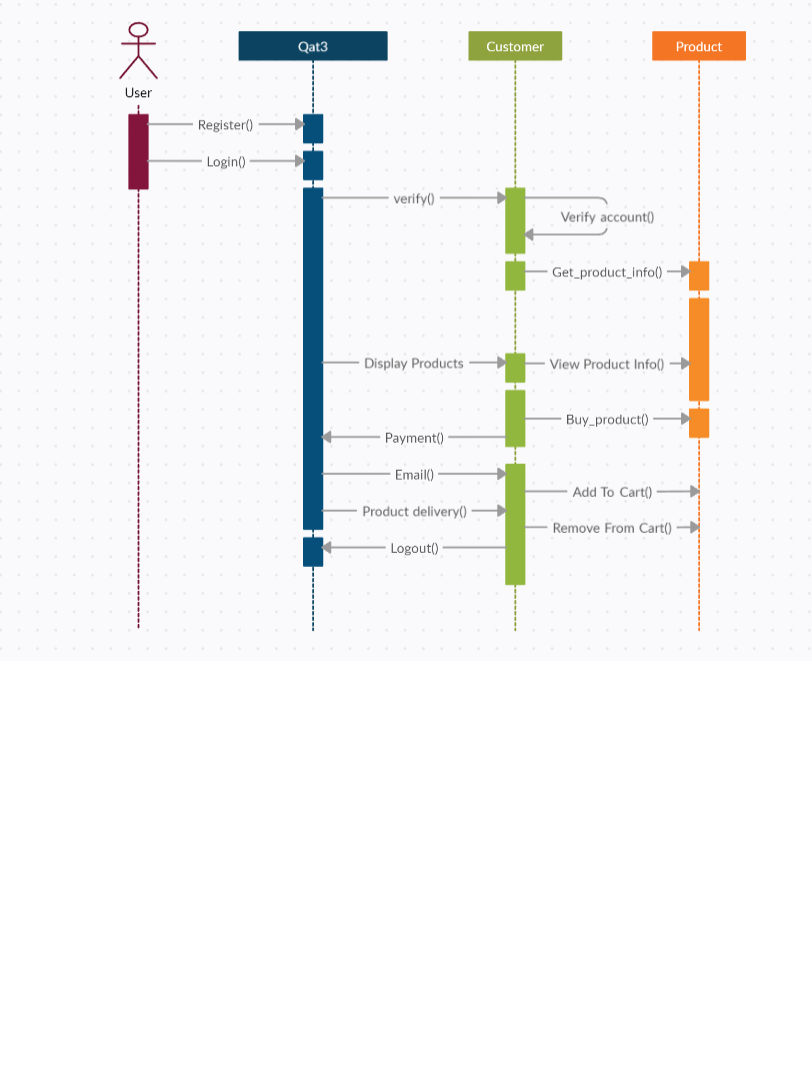 Qat3
Customer
Product
User
Register()
Login()
verify()
Verify account()
Get_product_info()
Display Products
View Product Info()
Buy_product()
Payment()
Email()
Add To Cart()
Product delivery()
Remove From Cart()
Logout()